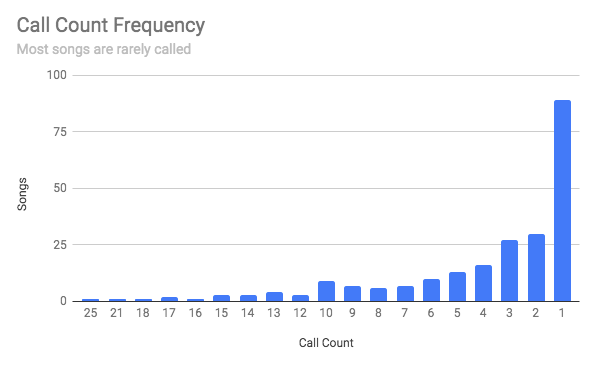 Call Count Frequency
Most songs are rarely called
100
75
50
25
0
Songs
25 21 18 17 16 15 14 13 12 10 9 8 7 6 5 4 3 2 1
Call Count